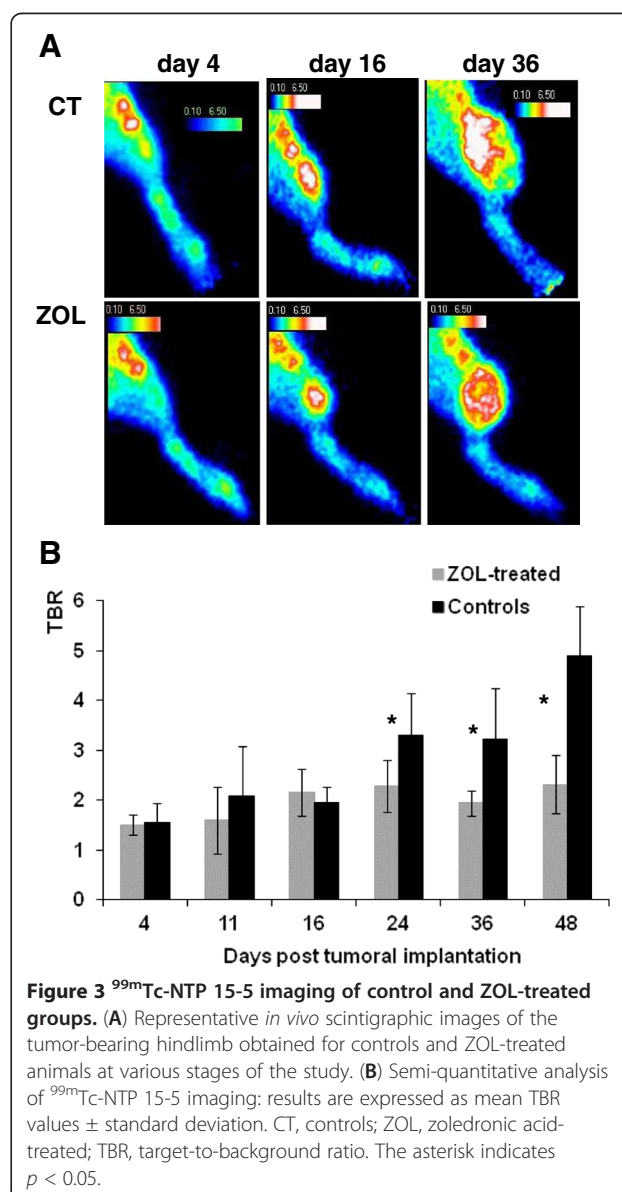 A
day 4 day 16 day 36
CT
0.10 6.50
0.10 6.50
0.10 6.50
ZOL
0.10 6.50
0.10 6.50
0.10 6.50
B
TBR
ZOL-treated
Controls
6
5
4
3
2
1
0
* * *
4 11 16 24 36 48
Days post tumoral implantation
Figure 3 ⁹⁹ᵐTc-NTP 15-5 imaging of control and ZOL-treated
groups. (A) Representative in vivo scintigraphic images of the
tumor-bearing hindlimb obtained for controls and ZOL-treated
animals at various stages of the study. (B) Semi-quantitative analysis
of ⁹⁹ᵐTc-NTP 15-5 imaging: results are expressed as mean TBR
values ± standard deviation. CT, controls; ZOL, zoledronic acid-
treated; TBR, target-to-background ratio. The asterisk indicates
p < 0.05.